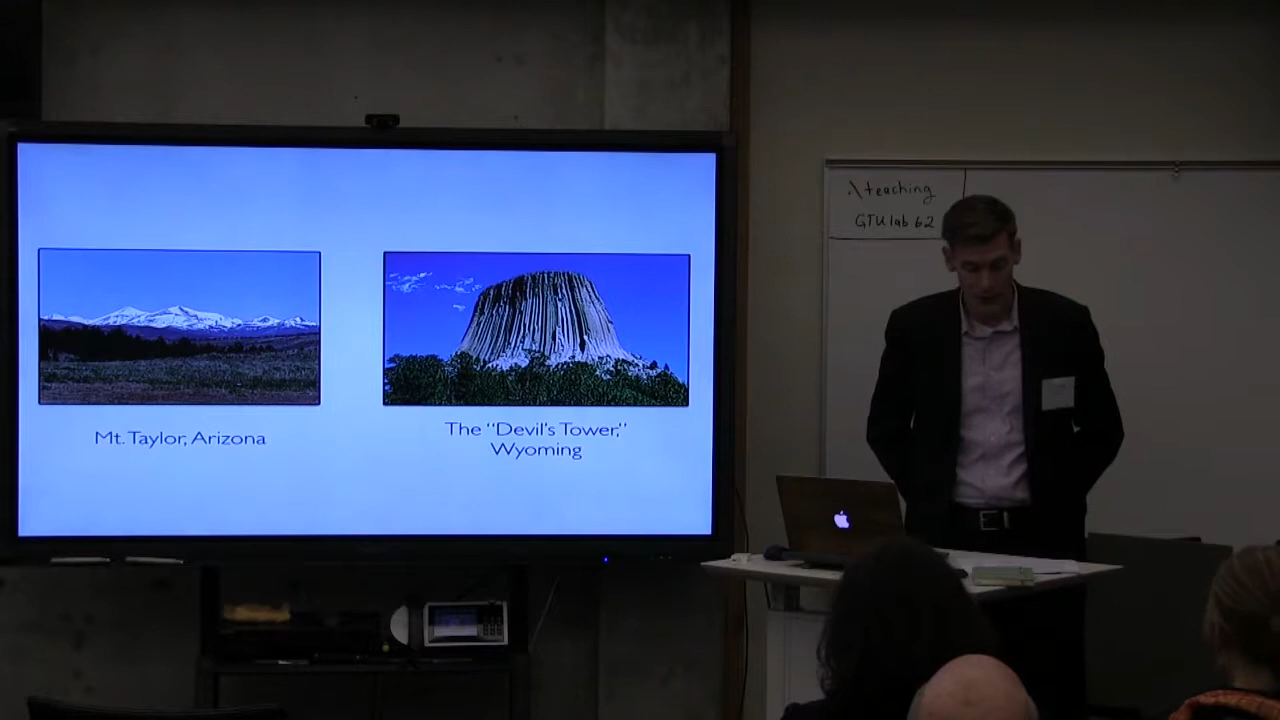 Mt. Taylor, Arizona
The “Devil's Tower,”
Wyoming
.\teaching
GTU lab 62